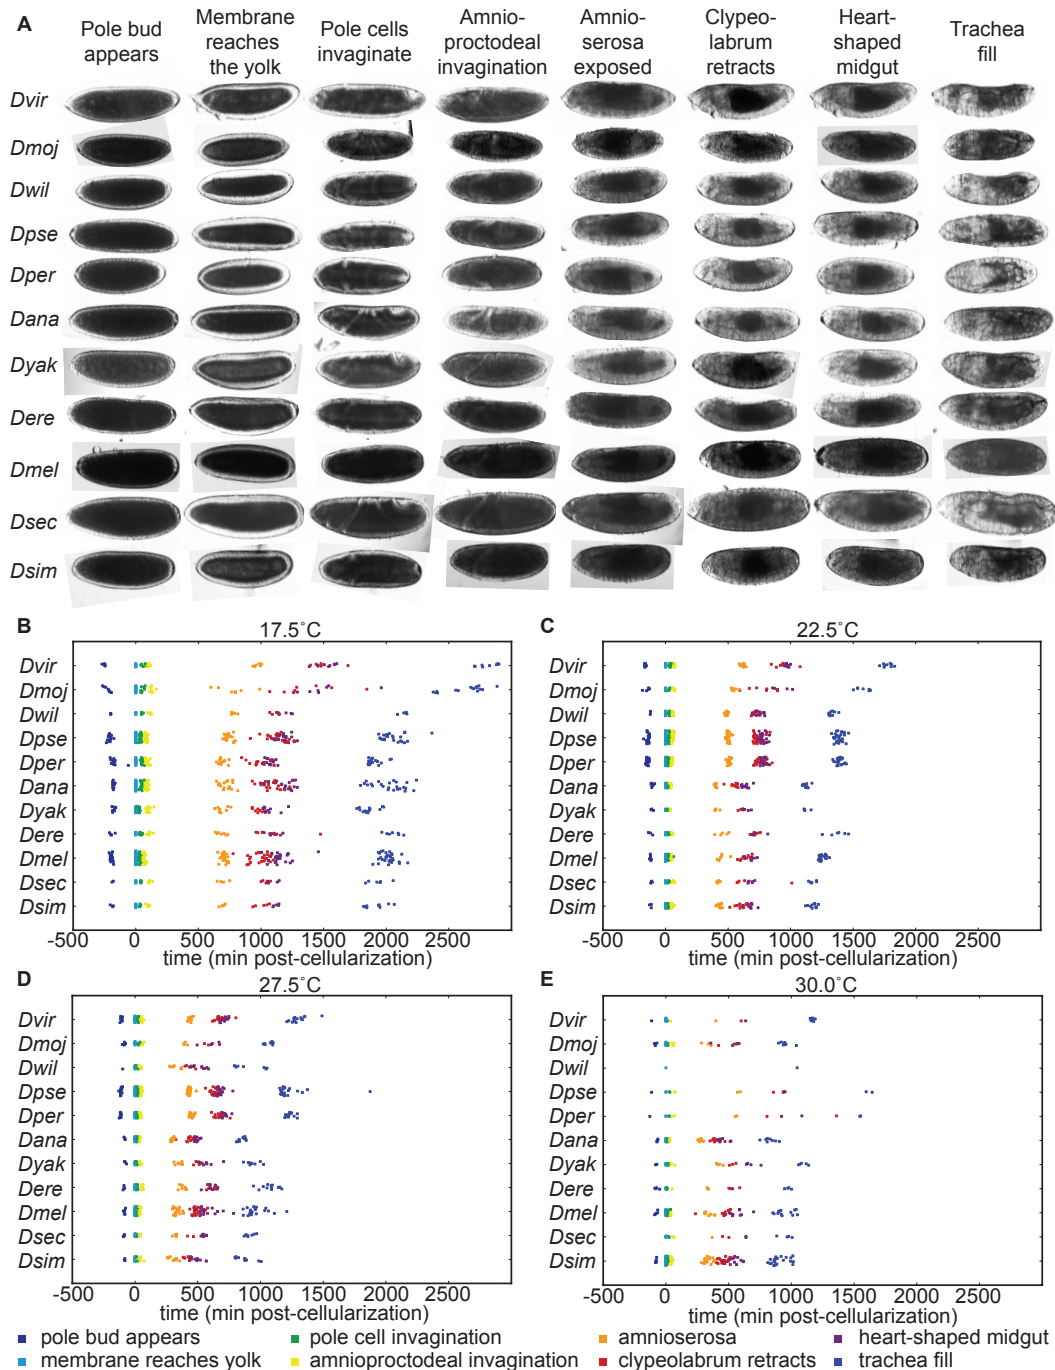 A
Pole bud
appears
Membrane
reaches
the yolk
Pole cells
invaginate
Amnio-
proctodeal
invagination
Amnio-
serosa
exposed
Clypeo-
labrum
retracts
Heart-
shaped
midgut
Trachea
fill
Dvir
Dmoj
Dwil
Dpse
Dper
Dana
Dyak
Dere
Dmel
Dsec
Dsim
B
17.5˚C
Dvir
Dmoj
Dwil
Dpse
Dper
Dana
Dyak
Dere
Dmel
Dsec
Dsim
-500 0 500 1000 1500 2000 2500
time (min post-cellularization)
C
22.5˚C
Dvir
Dmoj
Dwil
Dpse
Dper
Dana
Dyak
Dere
Dmel
Dsec
Dsim
-500 0 500 1000 1500 2000 2500
time (min post-cellularization)
D
27.5˚C
Dvir
Dmoj
Dwil
Dpse
Dper
Dana
Dyak
Dere
Dmel
Dsec
Dsim
-500 0 500 1000 1500 2000 2500
time (min post-cellularization)
E
30.0˚C
Dvir
Dmoj
Dwil
Dpse
Dper
Dana
Dyak
Dere
Dmel
Dsec
Dsim
-500 0 500 1000 1500 2000 2500
time (min post-cellularization)
pole bud appears
membrane reaches yolk
pole cell invagination
amnioproctodeal invagination
amnioserosa
clypeolabrum retracts
heart-shaped midgut
trachea fill